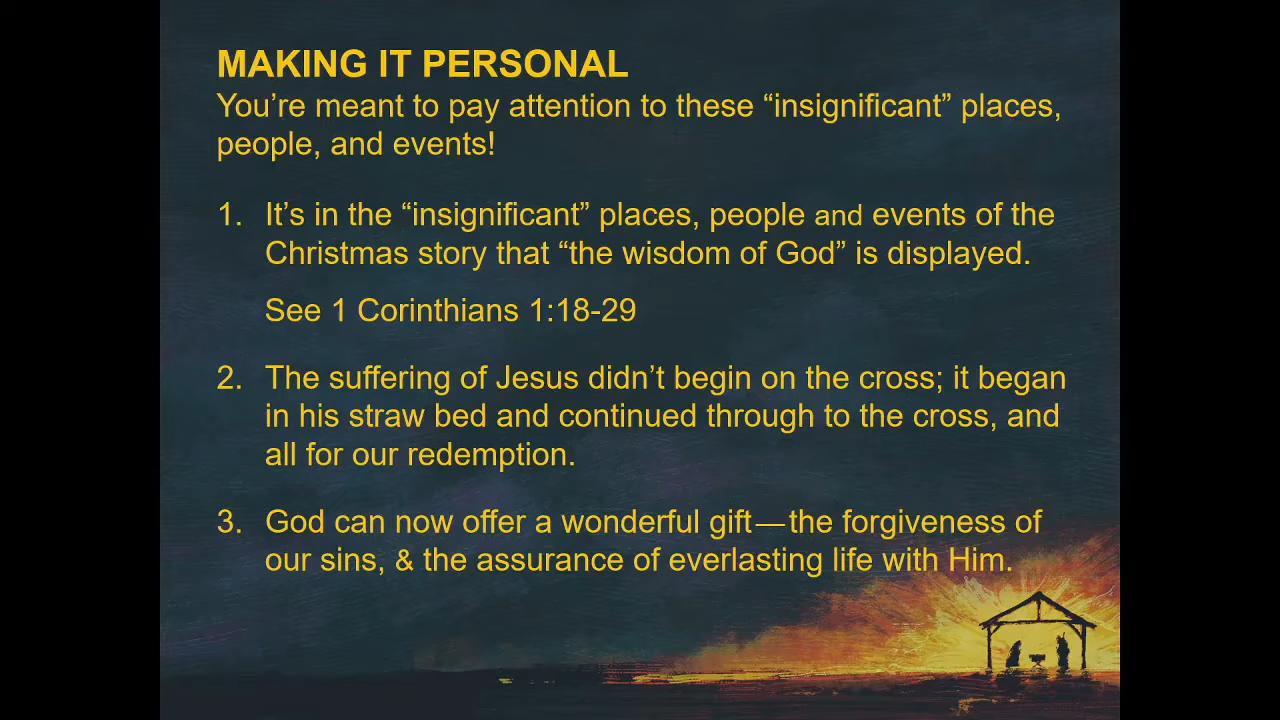 MAKING IT PERSONAL
You’re meant to pay attention to these “insignificant” places,
people, and events!
1. It’s in the “insignificant” places, people and events of the
Christmas story that “the wisdom of God” is displayed.
See 1 Corinthians 1:18-29
2. The suffering of Jesus didn’t begin on the cross; it began
in his straw bed and continued through to the cross, and
all for our redemption.
3. God can now offer a wonderful gift—the forgiveness of
our sins, & the assurance of everlasting life with Him.